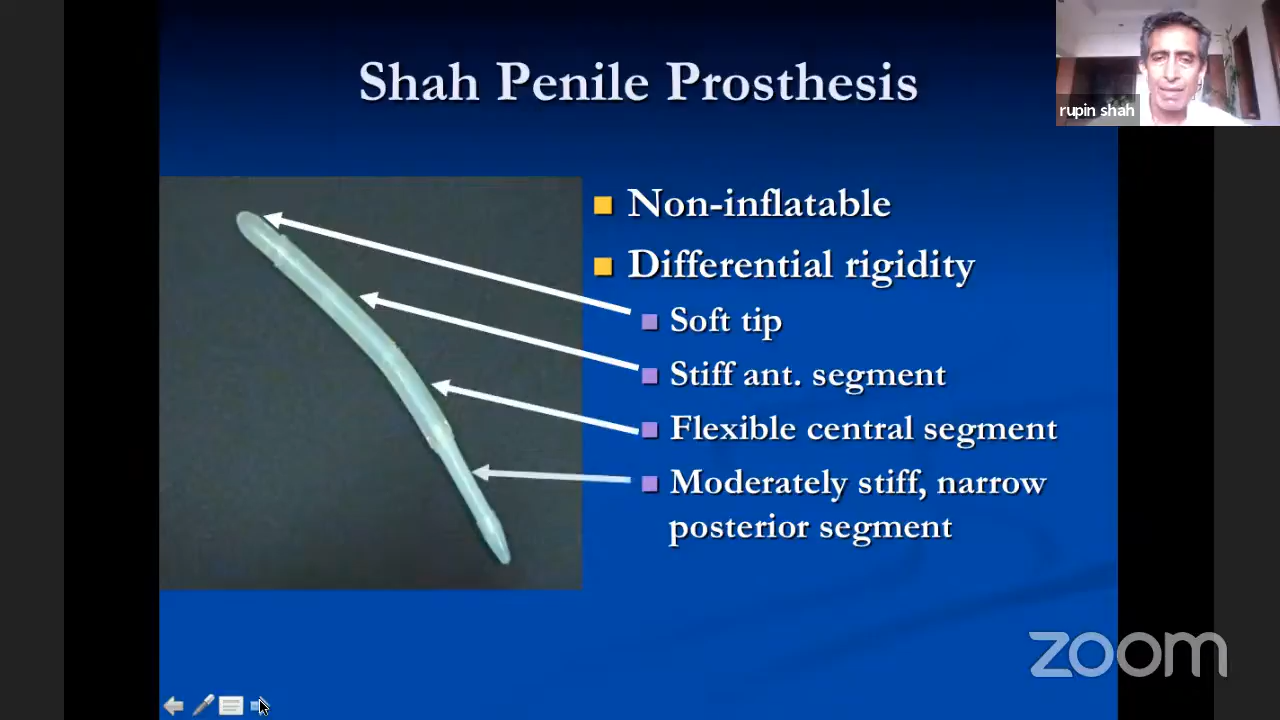 Shah Penile Prosthesis
rupin shah
Non-inflatable
Differential rigidity
Soft tip
Stiff ant. segment
Flexible central segment
Moderately stiff, narrow
posterior segment
zoom